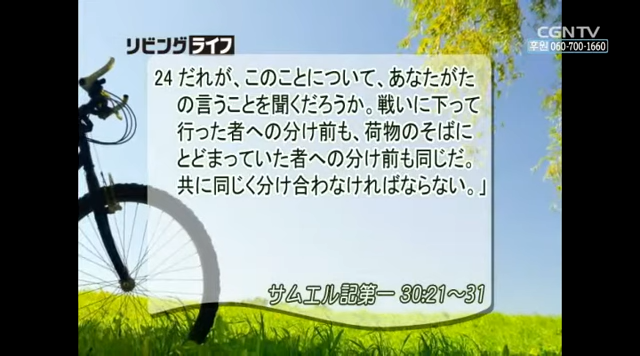 CGNTV
후원 060-700-1660
リビングライフ
24 だれが、このことについて、あなたがた
の言うことを聞くだろうか。戦いに下って
行った者への分け前も、荷物のそばに
とどまっていた者への分け前も同じだ。
共に同じく分け合わなければならない。」
サムエル記第一 30:21～31